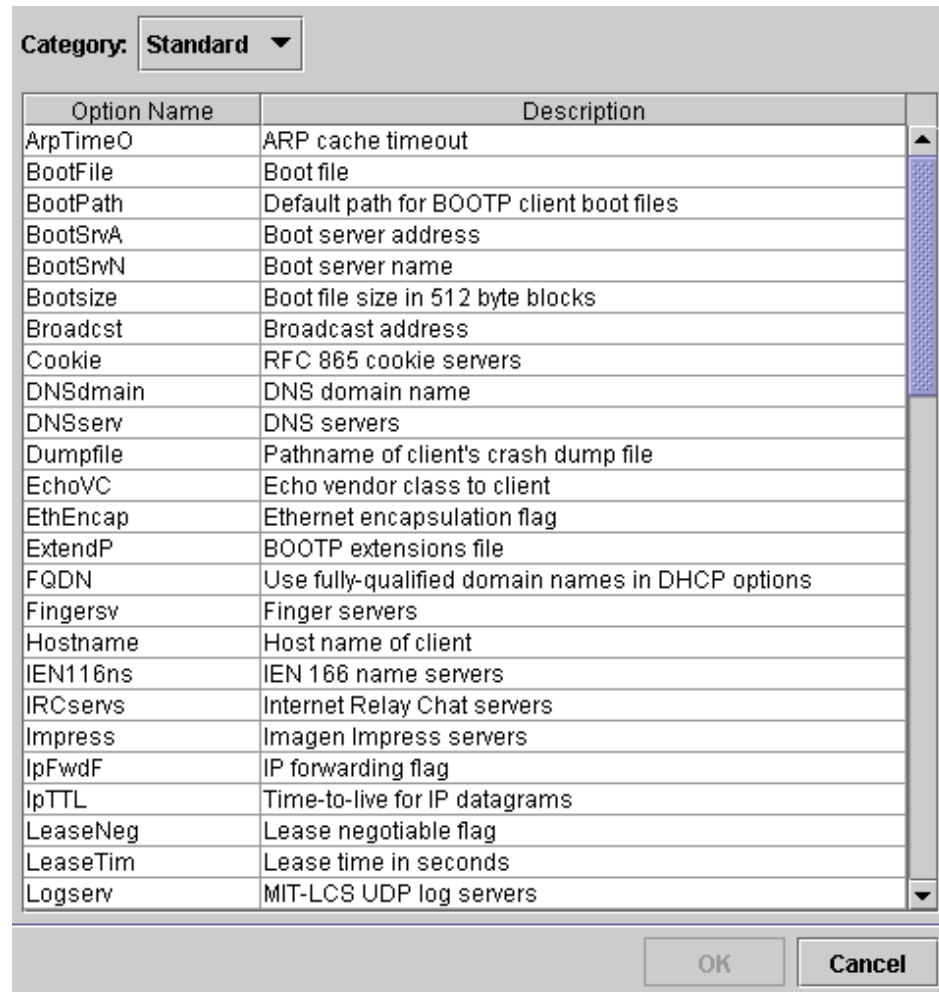 Category: Standard
Option Name Description
ArpTimeO ARP cache timeout
BootFile Boot file
BootPath Default path for BOOTP client boot files
BootSrvA Boot server address
BootSrvN Boot server name
Bootsize Boot file size in 512 byte blocks
Broadcst Broadcast address
Cookie RFC 865 cookie servers
DNSdmain DNS domain name
DNSserv DNS servers
Dumpfile Pathname of client's crash dump file
EchoVC Echo vendor class to client
EthEncap Ethernet encapsulation flag
ExtendP BOOTP extensions file
FQDN Use fully-qualified domain names in DHCP options
Fingersv Finger servers
Hostname Host name of client
IEN116ns IEN 166 name servers
IRCservs Internet Relay Chat servers
Impress Imagen Impress servers
IpFwdF IP forwarding flag
IpTTL Time-to-live for IP datagrams
LeaseNeg Lease negotiable flag
LeaseTim Lease time in seconds
Logserv MIT-LCS UDP log servers
OK Cancel